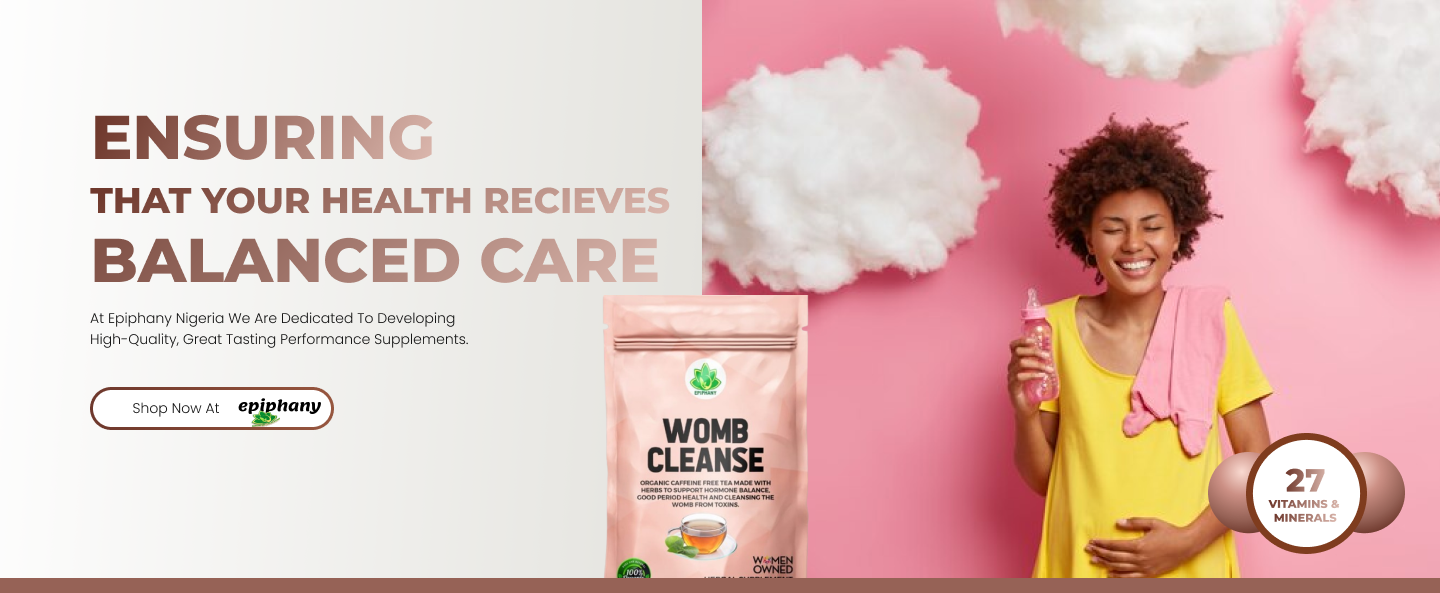 ENSURING
THAT YOUR HEALTH RECIEVES
BALANCED CARE
At Epiphany Nigeria We Are Dedicated To Developing
High-Quality, Great Tasting Performance Supplements.
Shop Now At epiphany
EPIPHANY
WOMB
CLEANSE
ORGANIC CAFFEINE FREE TEA MADE WITH
HERBS TO SUPPORT HORMONE BALANCE,
GOOD PERIOD HEALTH AND CLEANSING THE
WOMB FROM TOXINS.
100%
WOMEN
OWNED
27
VITAMINS &
MINERALS